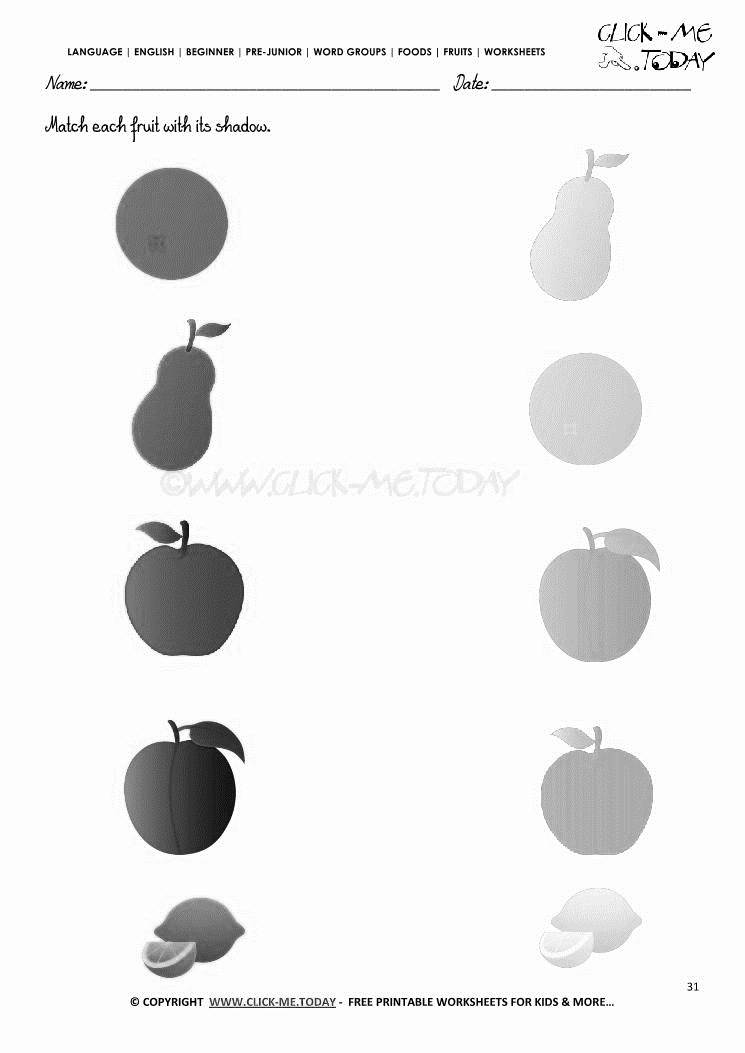 CLICK-ME
.TODAY
LANGUAGE | ENGLISH | BEGINNER | PRE-JUNIOR | WORD GROUPS | FOODS | FRUITS | WORKSHEETS
Name: Date:
Match each fruit with its shadow.
©WWW.CLICK-ME.TODAY
31
© COPYRIGHT WWW.CLICK-ME.TODAY - FREE PRINTABLE WORKSHEETS FOR KIDS & MORE...